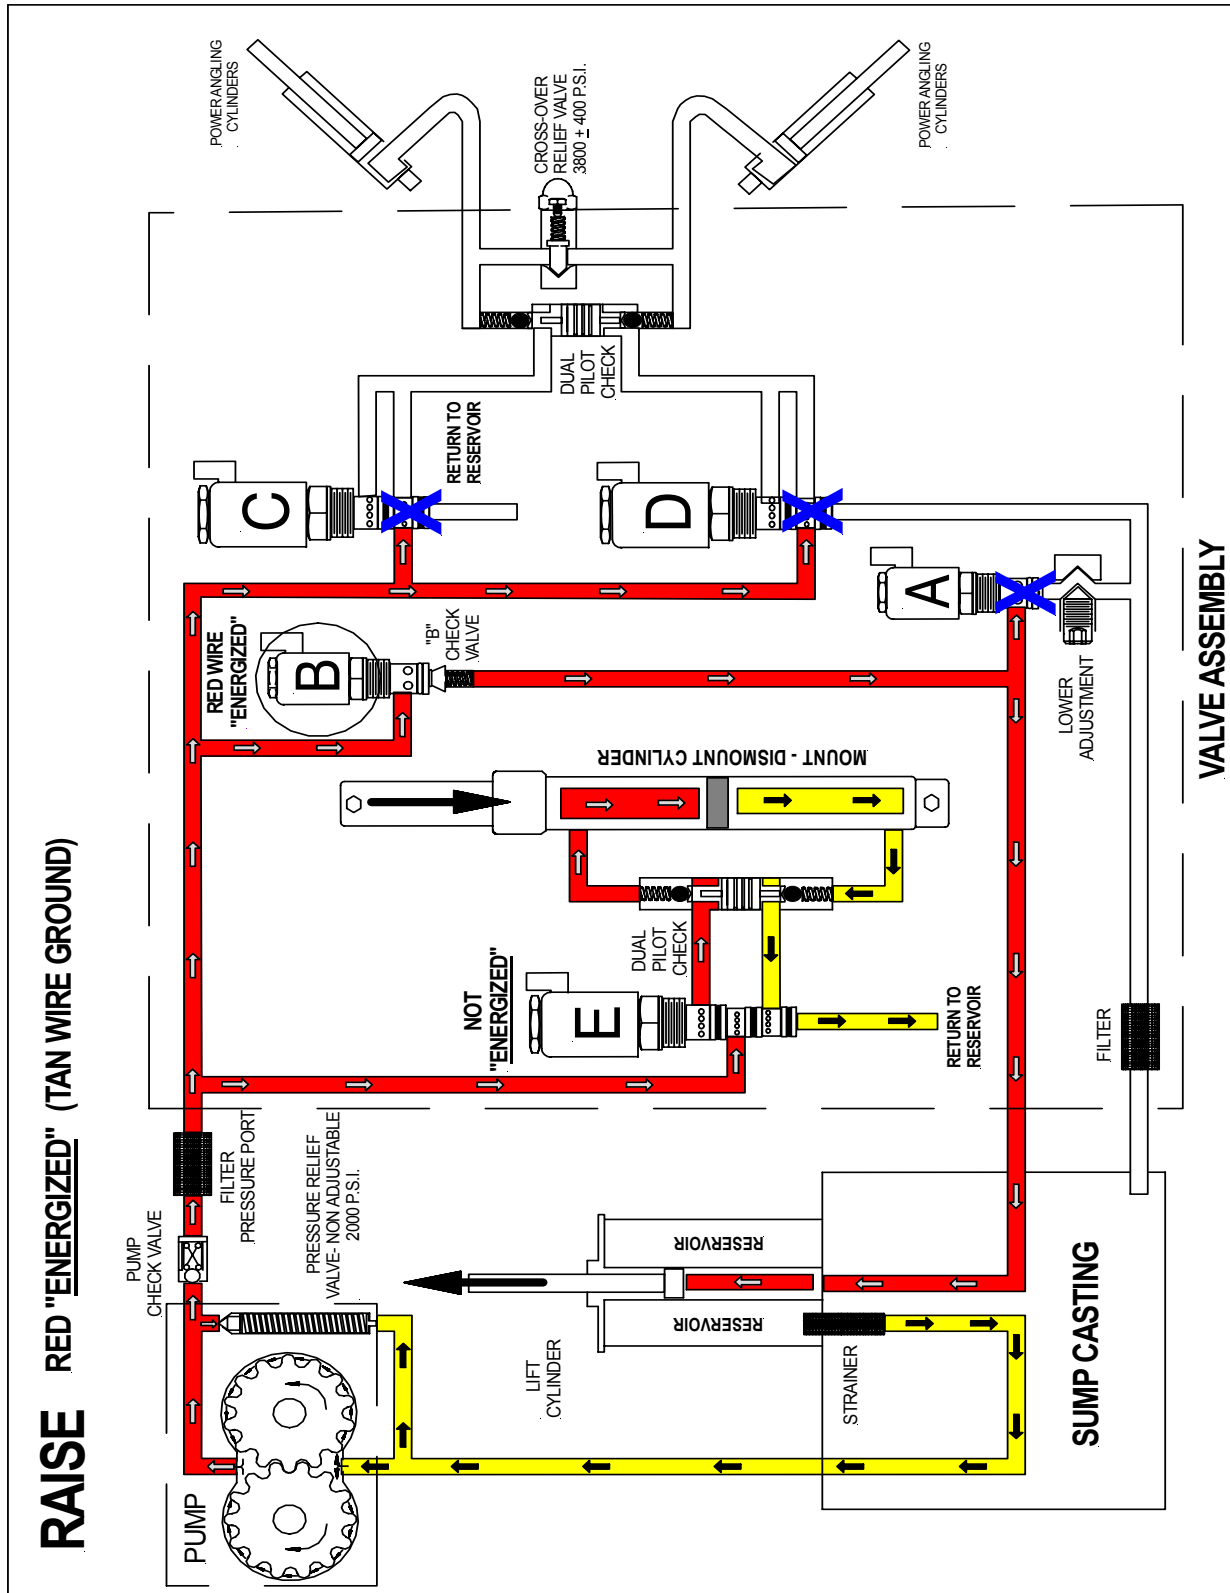 RAISE RED "ENERGIZED" (TAN WIRE GROUND)
PUMP
PUMP
CHECK VALVE
FILTER
PRESSURE PORT
PRESSURE RELIEF
VALVE- NON ADJUSTABLE
2000 P.S.I.
RED WIRE
"ENERGIZED"
B
"B"
CHECK
VALVE
C
RETURN TO
RESERVOIR
POWER ANGLING
CYLINDERS
CROSS-OVER
RELIEF VALVE
3800 ± 400 P.S.I.
DUAL
PILOT
CHECK
D
POWER ANGLING
CYLINDERS
A
LOWER
ADJUSTMENT
MOUNT - DISMOUNT CYLINDER
DUAL
PILOT
CHECK
NOT
"ENERGIZED"
E
RETURN TO
RESERVOIR
FILTER
VALVE ASSEMBLY
LIFT
CYLINDER
RESERVOIR
RESERVOIR
STRAINER
SUMP CASTING